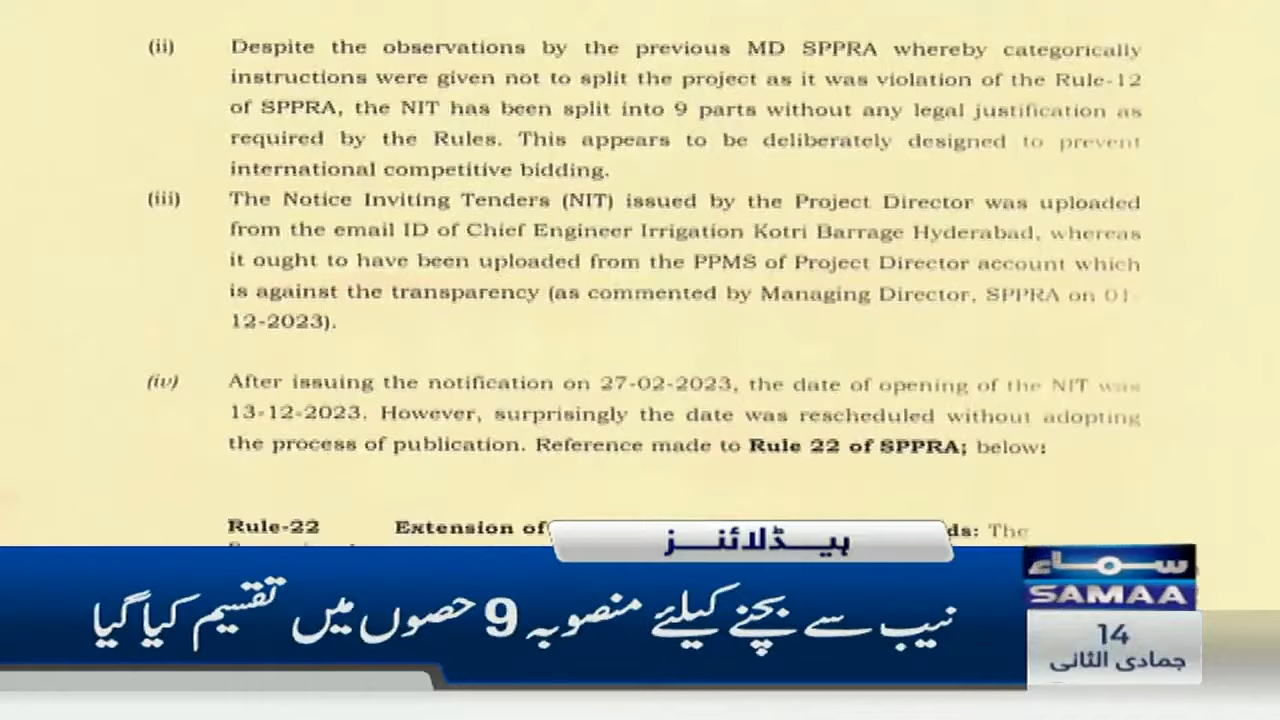 (ii) Despite the observations by the previous MD SPPRA whereby categorically
instructions were given not to split the project as it was violation of the Rule-12
of SPPRA, the NIT has been split into 9 parts without any legal justification as
required by the Rules. This appears to be deliberately designed to prevent
international competitive bidding.
(iii) The Notice Inviting Tenders (NIT) issued by the Project Director was uploaded
from the email ID of Chief Engineer Irrigation Kotri Barrage Hyderabad, whereas
it ought to have been uploaded from the PPMS of Project Director account which
is against the transparency (as commented by Managing Director, SPPRA on 01-
12-2023).
(iv) After issuing the notification on 27-02-2023, the date of opening of the NIT was
13-12-2023. However, surprisingly the date was rescheduled without adopting
the process of publication. Reference made to Rule 22 of SPPRA; below:
Rule-22 Extension of ds: The
ہیڈلائنز
نیب سے بچنے کیلئے منصوبہ 9 حصوں میں تقسیم کیا گیا
سماء
SAMAA
14
جمادی الثانی